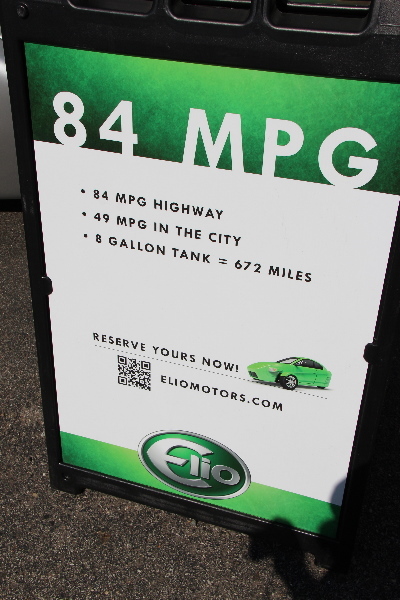 84 MPG
• 84 MPG HIGHWAY
• 49 MPG IN THE CITY
• 8 GALLON TANK = 672 MILES
RESERVE YOURS NOW!
ELIOMOTORS.COM
Elio